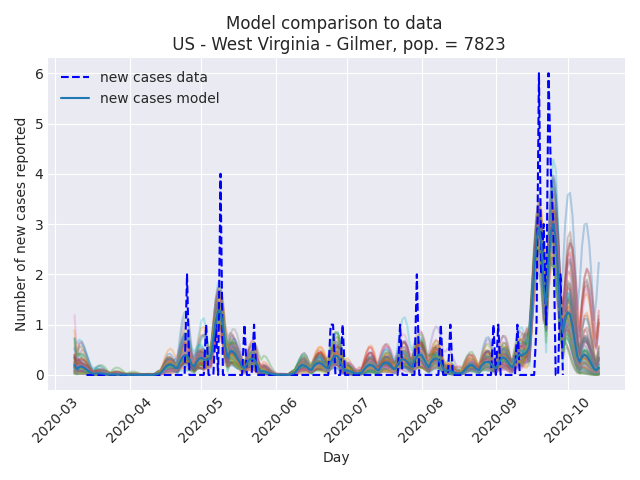 Model comparison to data
US - West Virginia - Gilmer, pop. = 7823
new cases data
new cases model
Number of new cases reported
6
5
4
3
2
1
0
2020-03
2020-04
2020-05
2020-06
2020-07
2020-08
2020-09
2020-10
Day